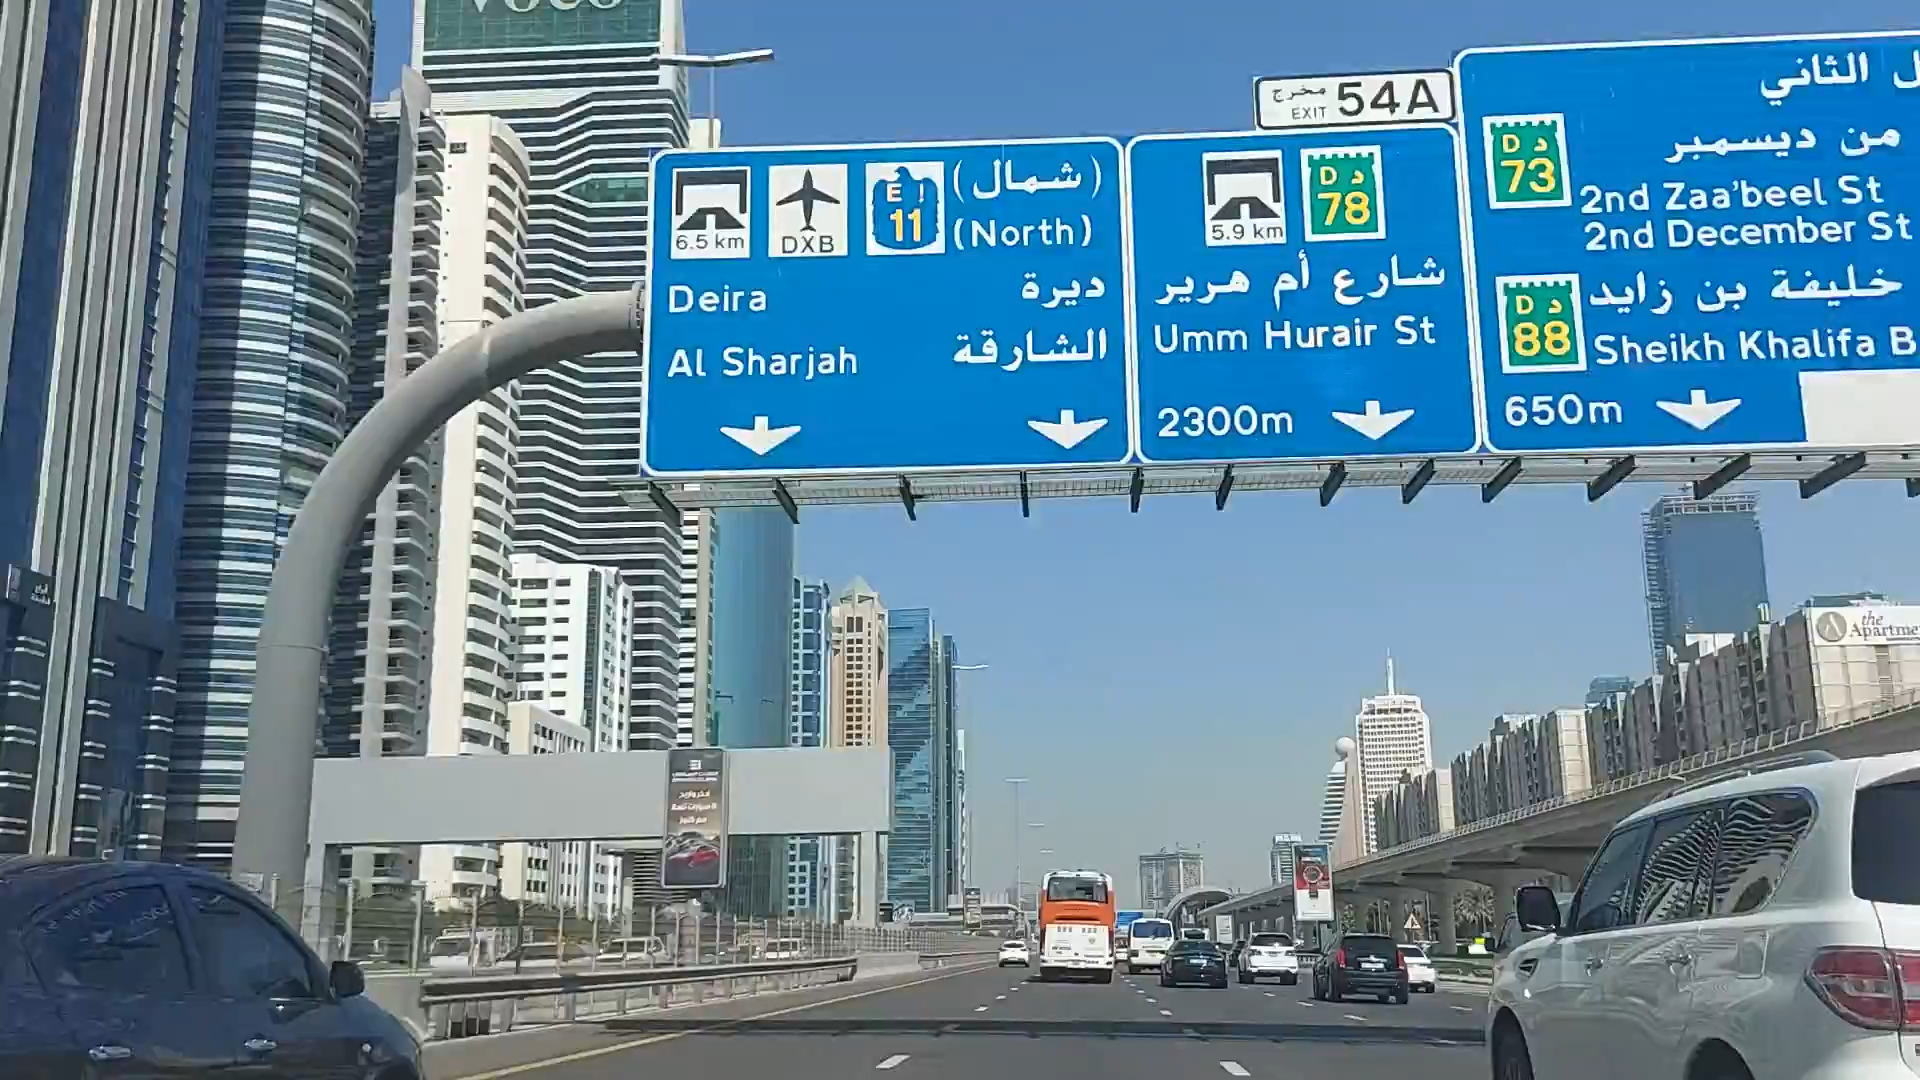 voco
6.5 km
DXB
E إ
11
(شمال)
(North)
Deira
ديرة
Al Sharjah
الشارقة
مخرج
EXIT
54A
5.9 km
D د
78
شارع أم هرير
Umm Hurair St
2300m
الثاني
D د
73
من ديسمبر
2nd Zaa'beel St
2nd December St
D د
88
خليفة بن زايد
Sheikh Khalifa B
650m
the
Apartme